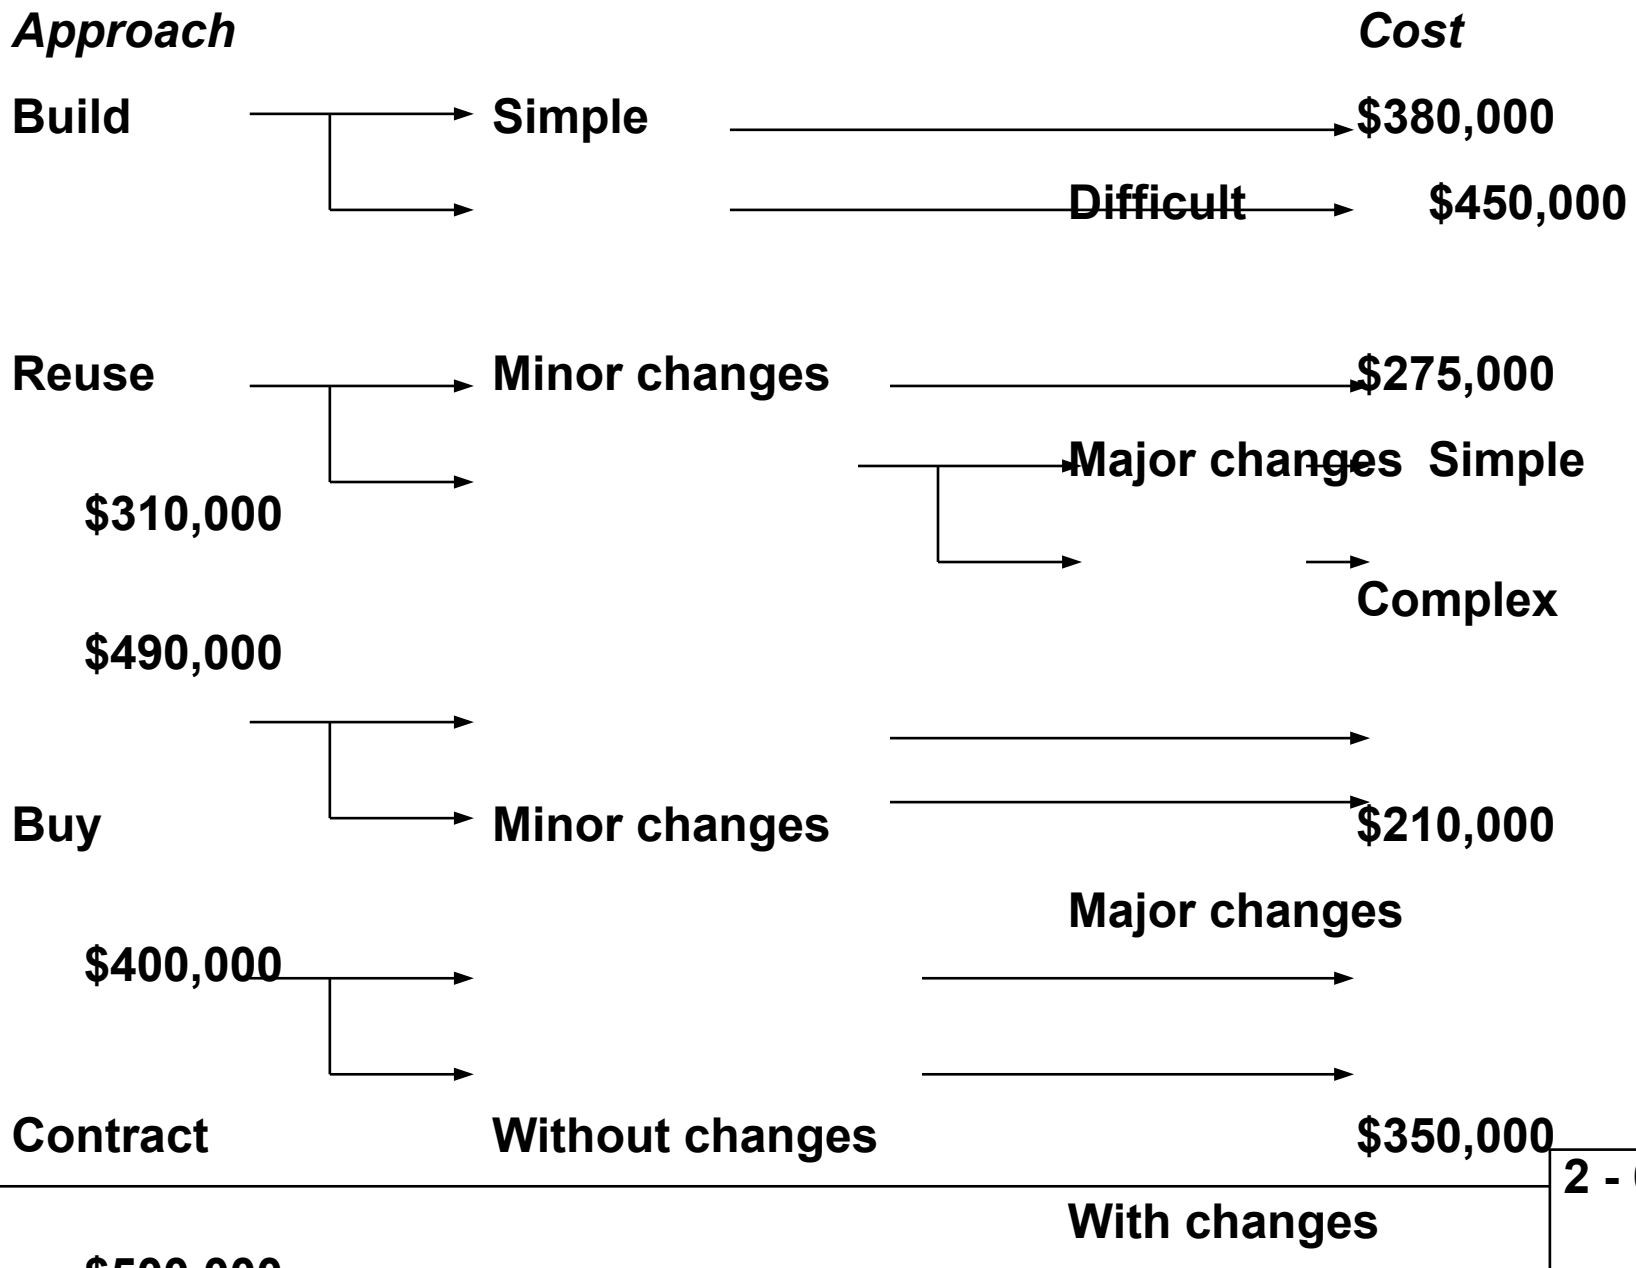 Approach Cost
Build Simple $380,000
Difficult $450,000
Reuse Minor changes $275,000
Major changes Simple
$310,000
Complex
$490,000
Buy Minor changes $210,000
Major changes
$400,000
Contract Without changes $350,000
2 -
With changes